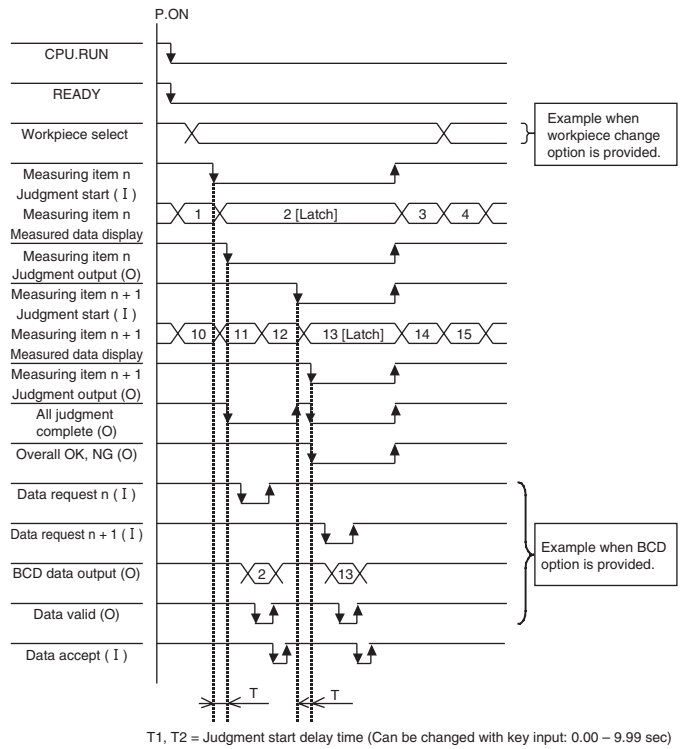 P.ON
CPU.RUN
READY
Workpiece select
Example when
workpiece change
option is provided.
Measuring item n
Judgment start ( I )
Measuring item n
Measured data display
1
2 [Latch]
3
4
Measuring item n
Judgment output (O)
Measuring item n + 1
Judgment start ( I )
Measuring item n + 1
Measured data display
10
11
12
13 [Latch]
14
15
Measuring item n + 1
Judgment output (O)
All judgment
complete (O)
Overall OK, NG (O)
Data request n ( I )
Data request n + 1 ( I )
BCD data output (O)
2
13
Example when BCD
option is provided.
Data valid (O)
Data accept ( I )
T
T
T1, T2 = Judgment start delay time (Can be changed with key input: 0.00 – 9.99 sec)